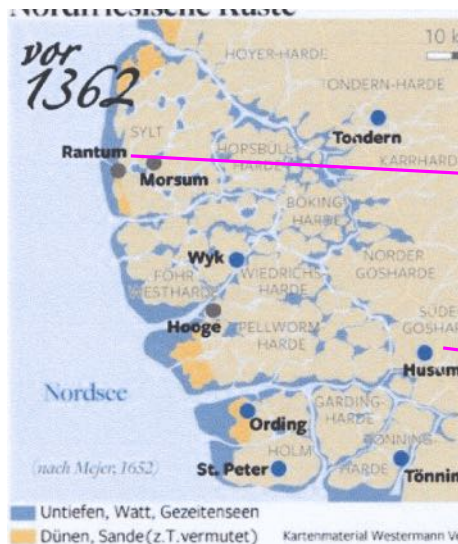 Nordfriesische Küste
vor
1362
10 k
HOYER-HARDE
TONDERN-HARDE
SYLT
Tondern
Rantum
HORSBÜLL
HARDE
KARRHARD
Morsum
BÖKING
HARDE
Wyk
NORDER
GOSHARDE
FÖHR
WESTHARDE
WIEDRICHS
HARDE
Hooge
PELLWORM
HARDE
SÜDE
GOSHAR
Husum
Nordsee
GARDING-
HARDE
Ording
HOLM
TÖNNING-
HARDE
(nach Mejer, 1652)
St. Peter
Tönnin
Untiefen, Watt, Gezeitenseen
Dünen, Sande (z.T. vermutet)
Kartenmaterial Westermann Ve